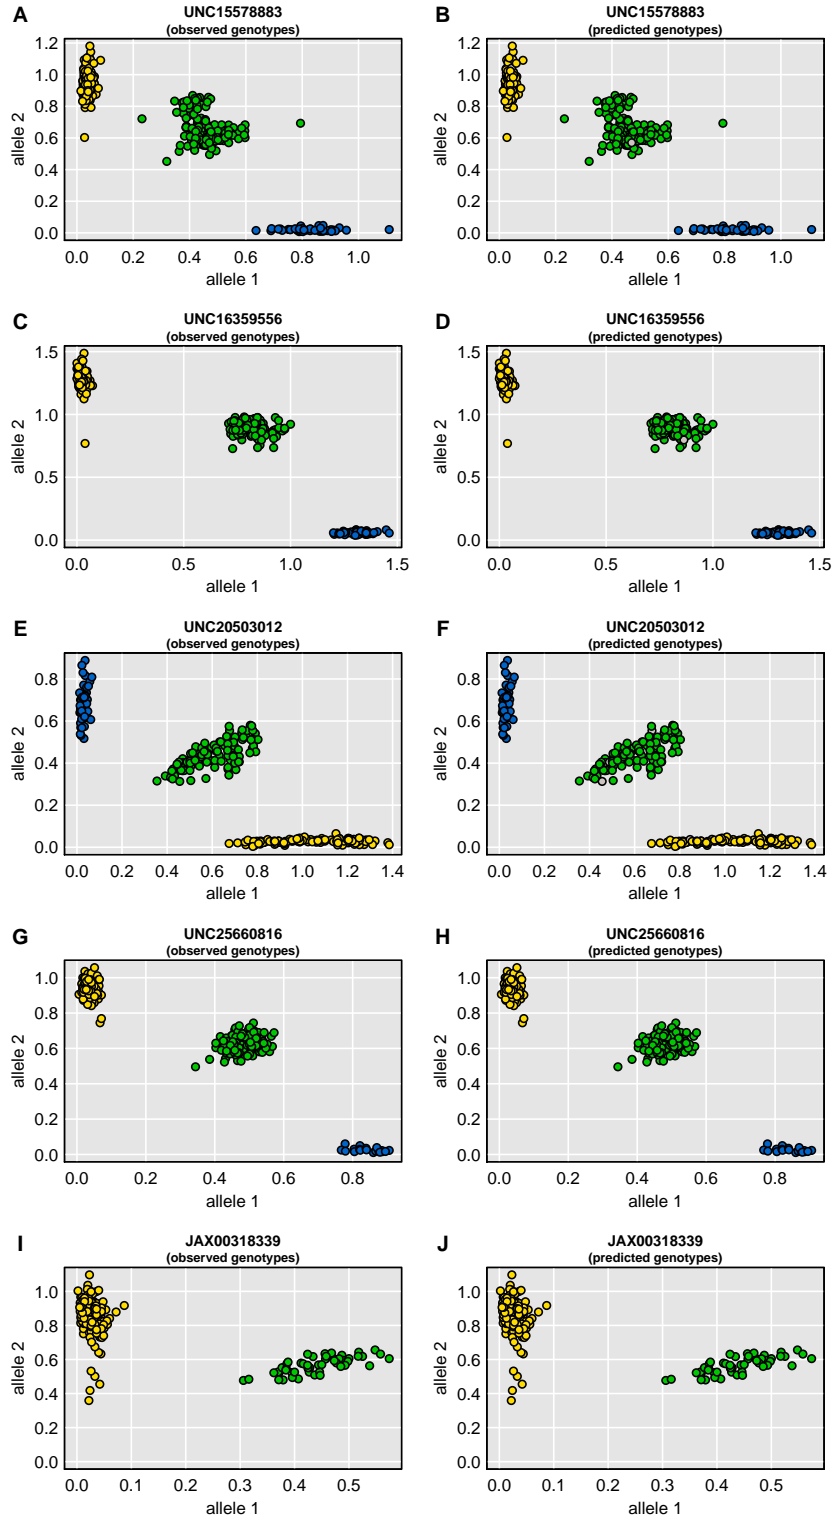 A
UNC15578883
(observed genotypes)
1.2
1.0
0.8
0.6
0.4
0.2
0.0
allele 2
0.0 0.2 0.4 0.6 0.8 1.0
allele 1
B
UNC15578883
(predicted genotypes)
1.2
1.0
0.8
0.6
0.4
0.2
0.0
allele 2
0.0 0.2 0.4 0.6 0.8 1.0
allele 1
C
UNC16359556
(observed genotypes)
1.5
1.0
0.5
0.0
allele 2
0.0 0.5 1.0 1.5
allele 1
D
UNC16359556
(predicted genotypes)
1.5
1.0
0.5
0.0
allele 2
0.0 0.5 1.0 1.5
allele 1
E
UNC20503012
(observed genotypes)
0.8
0.6
0.4
0.2
0.0
allele 2
0.0 0.2 0.4 0.6 0.8 1.0 1.2 1.4
allele 1
F
UNC20503012
(predicted genotypes)
0.8
0.6
0.4
0.2
0.0
allele 2
0.0 0.2 0.4 0.6 0.8 1.0 1.2 1.4
allele 1
G
UNC25660816
(observed genotypes)
1.0
0.8
0.6
0.4
0.2
0.0
allele 2
0.0 0.2 0.4 0.6 0.8
allele 1
H
UNC25660816
(predicted genotypes)
1.0
0.8
0.6
0.4
0.2
0.0
allele 2
0.0 0.2 0.4 0.6 0.8
allele 1
I
JAX00318339
(observed genotypes)
1.0
0.8
0.6
0.4
0.2
0.0
allele 2
0.0 0.1 0.2 0.3 0.4 0.5
allele 1
J
JAX00318339
(predicted genotypes)
1.0
0.8
0.6
0.4
0.2
0.0
allele 2
0.0 0.1 0.2 0.3 0.4 0.5
allele 1